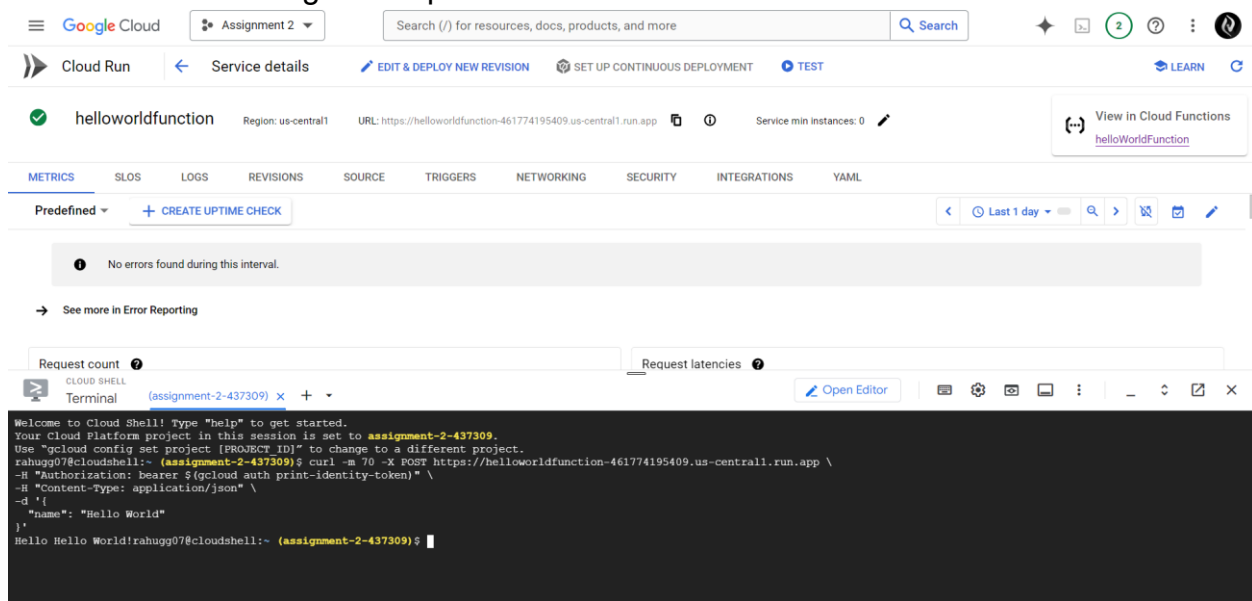 Google Cloud
Assignment 2
Search (/) for resources, docs, products, and more
Search
2
Cloud Run
Service details
EDIT & DEPLOY NEW REVISION
SET UP CONTINUOUS DEPLOYMENT
TEST
LEARN
helloworldfunction
Region: us-central1
URL: https://helloworldfunction-461774195409.us-central1.run.app
Service min instances: 0
View in Cloud Functions
helloWorldFunction
METRICS SLOS LOGS REVISIONS SOURCE TRIGGERS NETWORKING SECURITY INTEGRATIONS YAML
Predefined
+ CREATE UPTIME CHECK
Last 1 day
No errors found during this interval.
See more in Error Reporting
Request count
Request latencies
CLOUD SHELL
Terminal
(assignment-2-437309) × +
Open Editor
Welcome to Cloud Shell! Type "help" to get started.
Your Cloud Platform project in this session is set to assignment-2-437309.
Use "gcloud config set project [PROJECT_ID]" to change to a different project.
rahugg07@cloudshell:~ (assignment-2-437309)$ curl -m 70 -X POST https://helloworldfunction-461774195409.us-central1.run.app \
-H "Authorization: bearer $(gcloud auth print-identity-token)" \
-H "Content-Type: application/json" \
-d '{
"name": "Hello World"
}'
Hello Hello World!rahugg07@cloudshell:~ (assignment-2-437309)$